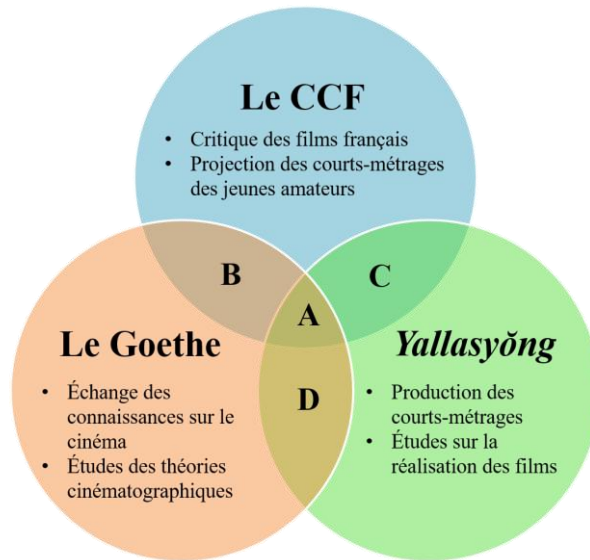 Le CCF
• Critique des films français
• Projection des courts-métrages
des jeunes amateurs
B
C
A
Le Goethe
• Échange des
connaissances sur le
cinéma
• Études des théories
cinématographiques
D
Yallasyŏng
• Production des
courts-métrages
• Études sur la
réalisation des films